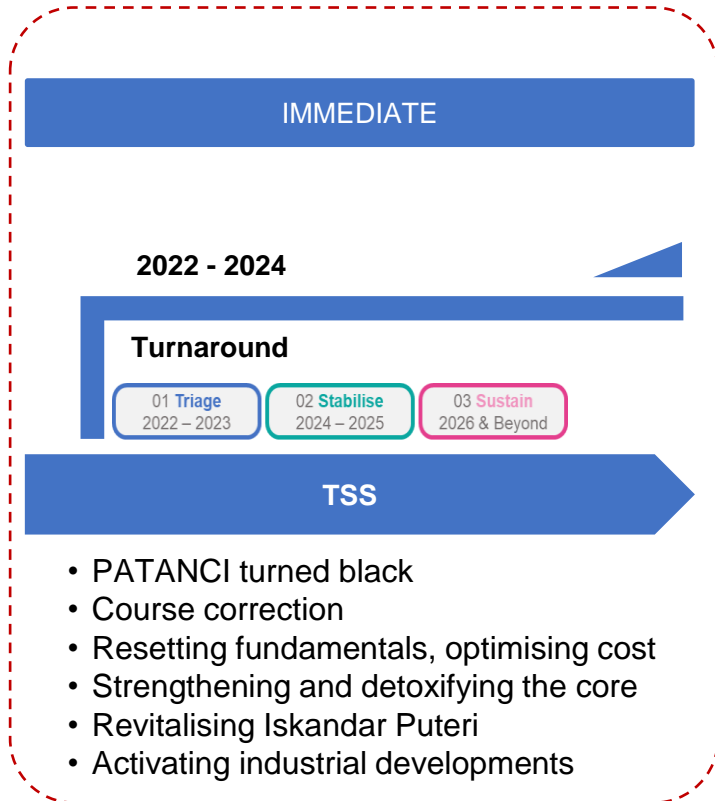 IMMEDIATE
2022 - 2024
Turnaround
01 Triage
2022 – 2023
02 Stabilise
2024 – 2025
03 Sustain
2026 & Beyond
TSS
• PATANCI turned black
• Course correction
• Resetting fundamentals, optimising cost
• Strengthening and detoxifying the core
• Revitalising Iskandar Puteri
• Activating industrial developments